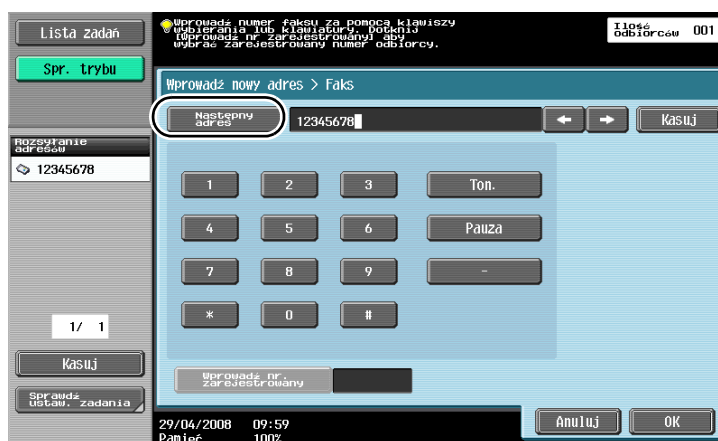 Lista zadań
Spr. trybu
Rozsyłanie
adresów
12345678
1/ 1
Kasuj
Sprawdź
ustaw. zadania
Wprowadź numer faksu za pomocą klawiszy
wybierania lub klawiatury. Dotknij
[Wprowadź nr zarejestrowany] aby
wybrać zarejestrowany numer odbiorcy.
Ilość
odbiorców 001
Wprowadź nowy adres > Faks
Następny
adres
12345678
Kasuj
1 2 3 Ton.
4 5 6 Pauza
7 8 9 -
* 0 #
Wprowadź nr.
zarejestrowany
29/04/2008 09:59
Pamięć 100%
Anuluj OK